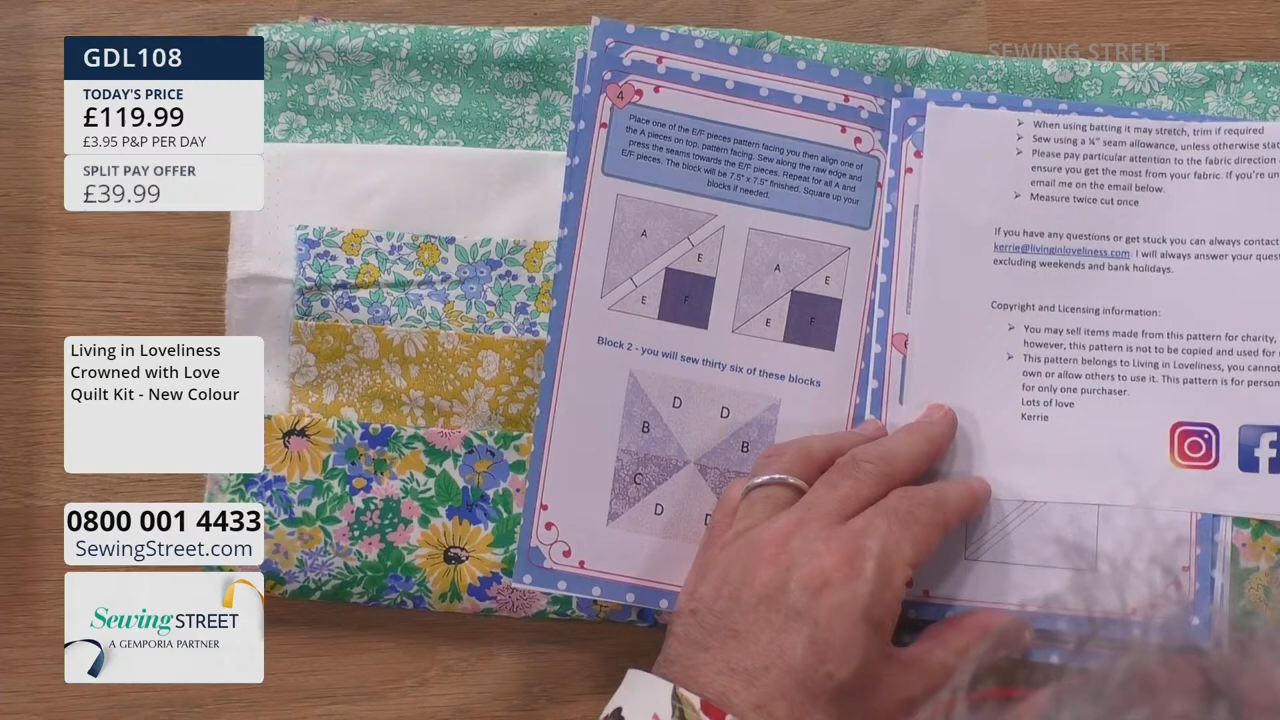 GDL108
TODAY'S PRICE
£119.99
£3.95 P&P PER DAY
SPLIT PAY OFFER
£39.99
Living in Loveliness
Crowned with Love
Quilt Kit - New Colour
0800 001 4433
SewingStreet.com
Sewing STREET
A GEMPORIA PARTNER
SEWING STREET
4
Place one of the E/F pieces pattern facing you then align one of
the A pieces on top, pattern facing. Sew along the raw edge and
press the seams towards the E/F pieces. Repeat for all A and
E/F pieces. The block will be 7.5" x 7.5" finished. Square up your
blocks if needed.
A
E
E
F
A
E
E
F
Block 2 - you will sew thirty six of these blocks
D
D
B
B
C
D
➢ When using batting it may stretch, trim if required
➢ Sew using a ¼" seam allowance, unless otherwise
➢ Please pay particular attention to the fabric direction
ensure you get the most from your fabric. If you're
email me on the email below.
➢ Measure twice cut once
If you have any questions or get stuck you can always contact
kerrie@livinginloveliness.com. I will always answer your
excluding weekends and bank holidays.
Copyright and Licensing information:
➢ You may sell items made from this pattern for charity,
however, this pattern is not to be copied and used for
➢ This pattern belongs to Living in Loveliness, you cannot
own or allow others to use it. This pattern is for
for only one purchaser.
Lots of love
Kerrie